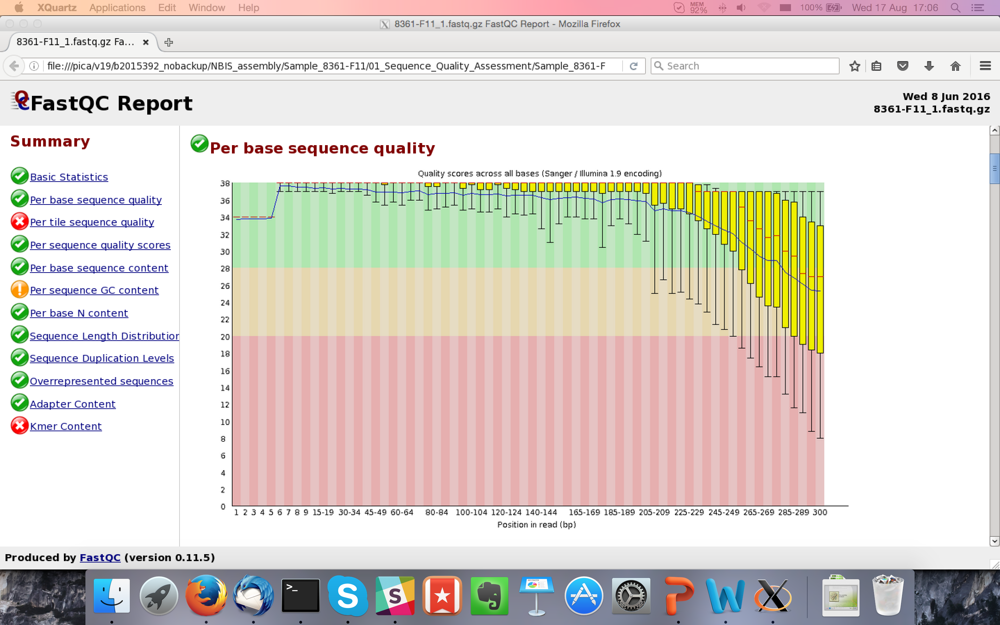 XQuartz Applications Edit Window Help MEM 92% 100% Wed 17 Aug 17:06
8361-F11_1.fastq.gz FastQC Report - Mozilla Firefox
8361-F11_1.fastq.gz Fa...
file:///pica/v19/b2015392_nobackup/NBIS_assembly/Sample_8361-F11/01_Sequence_Quality_Assessment/Sample_8361-F Search
FastQC Report
Wed 8 Jun 2016
8361-F11_1.fastq.gz
Summary
Basic Statistics
Per base sequence quality
Per tile sequence quality
Per sequence quality scores
Per base sequence content
Per sequence GC content
Per base N content
Sequence Length Distribution
Sequence Duplication Levels
Overrepresented sequences
Adapter Content
Kmer Content
Per base sequence quality
Quality scores across all bases (Sanger / Illumina 1.9 encoding)
38
36
34
32
30
28
26
24
22
20
18
16
14
12
10
8
6
4
2
0
1 2 3 4 5 6 7 8 9 15-19 30-34 45-49 60-64 80-84 100-104 120-124 140-144 165-169 185-189 205-209 225-229 245-249 265-269 285-289 300
Position in read (bp)
Produced by FastQC (version 0.11.5)
KEYNOTE